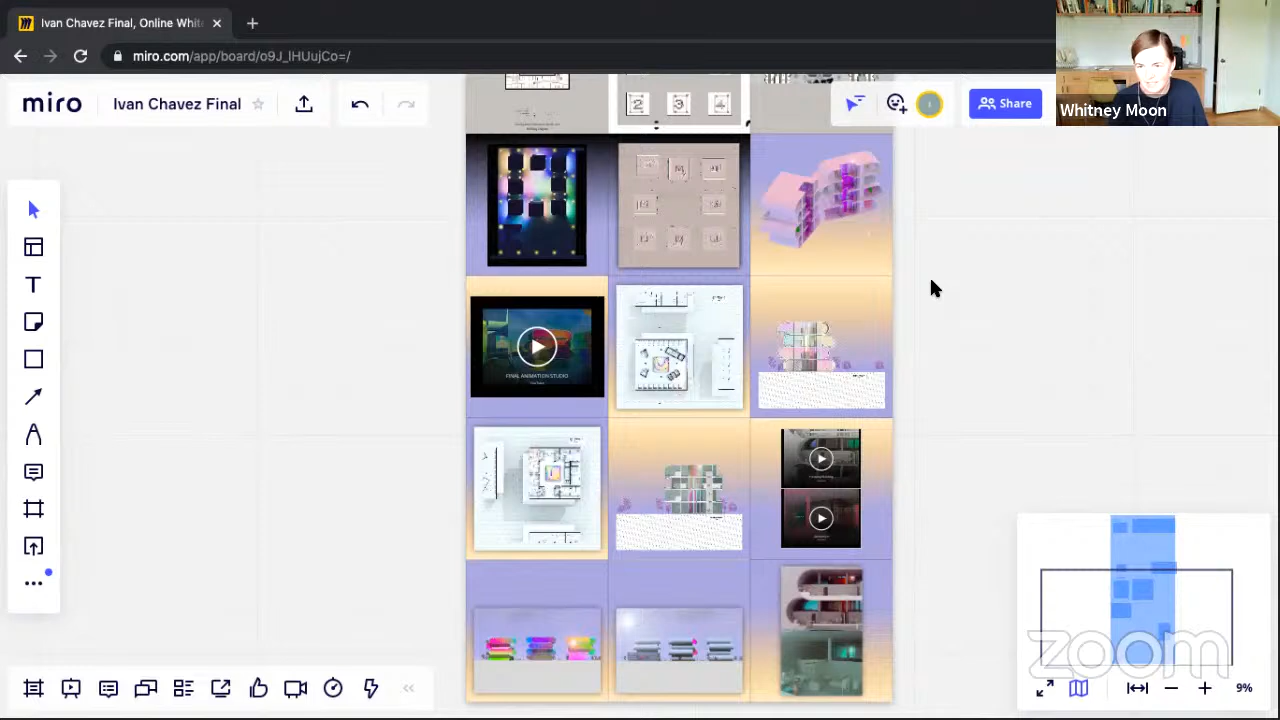 Ivan Chavez Final, Online Whit
miro.com/app/board/o9J_lHUujCo=/
Whitney Moon
miro
Ivan Chavez Final
Share
2 3 4
T
FINAL ANIMATION STUDIO
zoom
9%